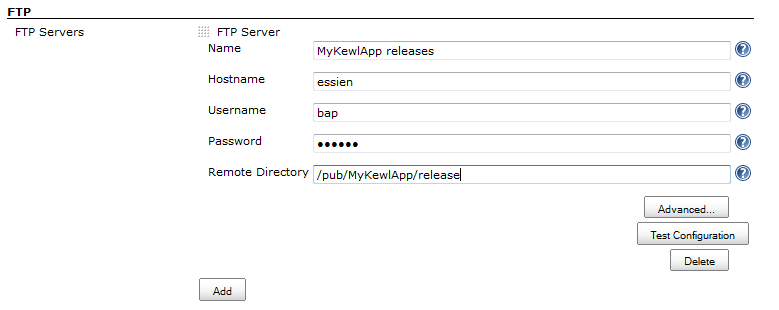 FTP
FTP Servers FTP Server
Name MyKewlApp releases
Hostname essien
Username bap
Password ••••••
Remote Directory /pub/MyKewlApp/release
Advanced...
Test Configuration
Delete
Add